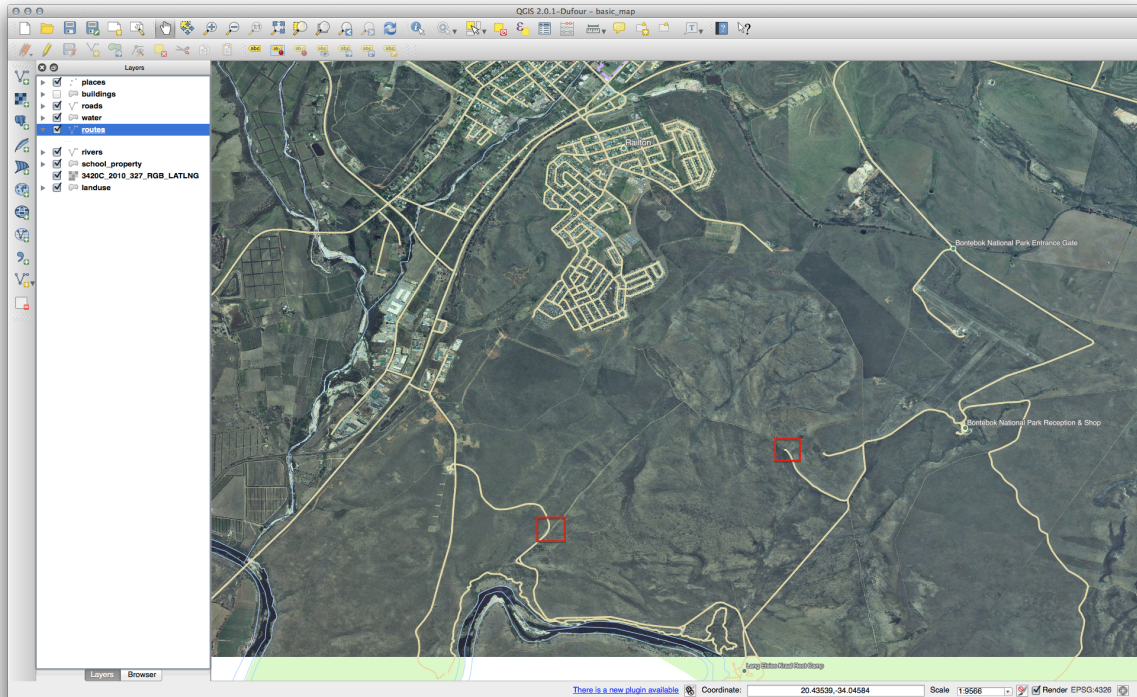 QGIS 2.0.1-Dufour - basic_map
Layers
places
buildings
roads
water
routes
rivers
school_property
3420C_2010_327_RGB_LATLNG
landuse
Railton
Bontebok National Park Entrance Gate
Bontebok National Park Reception & Shop
Lang Elsies Kraal Rest Camp
Layers
Browser
There is a new plugin available
Coordinate:
20.43539,-34.04584
Scale
1:9566
Render
EPSG:4326